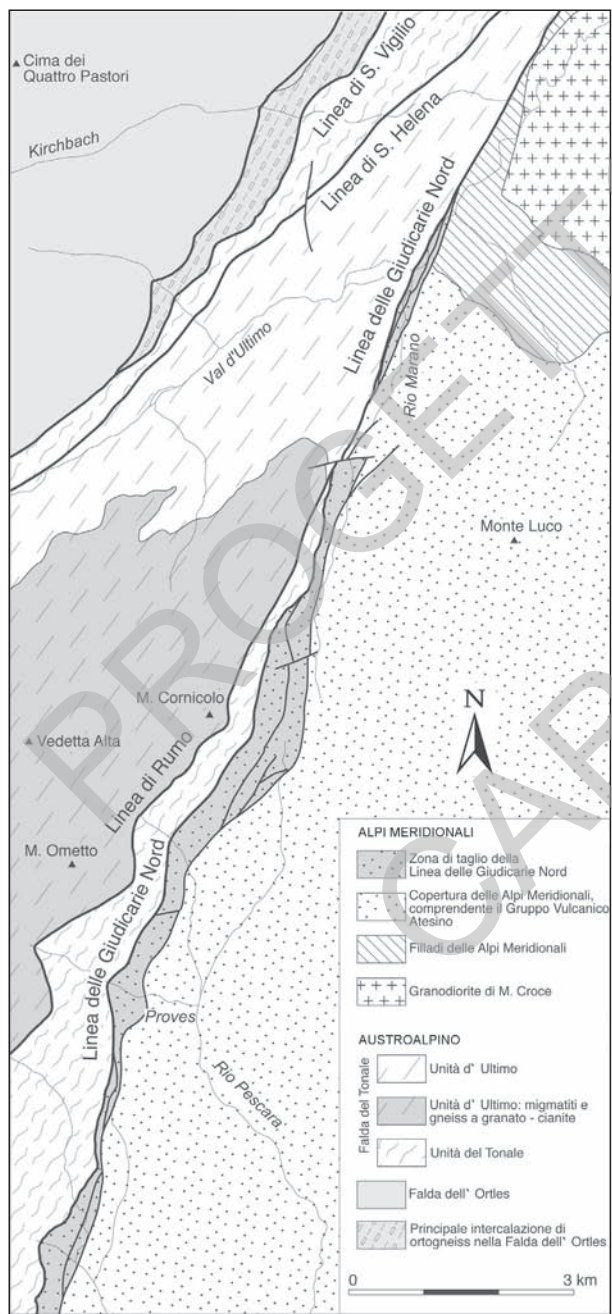 Cima dei
Quattro Pastori
Kirchbach
Linea di S. Vigilio
Linea di S. Helena
Linea delle Giudicarie Nord
Val d'Ultimo
Rio Marano
Monte Luco
M. Cornicolo
Vedetta Alta
Linea di Rumo
M. Ometto
Linea delle Giudicarie Nord
Proves
Rio Pescara
N
ALPI MERIDIONALI
Zona di taglio della
Linea delle Giudicarie Nord
Copertura delle Alpi Meridionali,
comprendente il Gruppo Vulcanico
Atesino
Filladi delle Alpi Meridionali
Granodiorite di M. Croce
AUSTROALPINO
Falda del Tonale
Unità d' Ultimo
Unità d' Ultimo: migmatiti e
gneiss a granato - cianite
Unità del Tonale
Falda dell' Ortles
Principale intercalazione di
ortogneiss nella Falda dell' Ortles
0 3 km
PROGETT
CAR